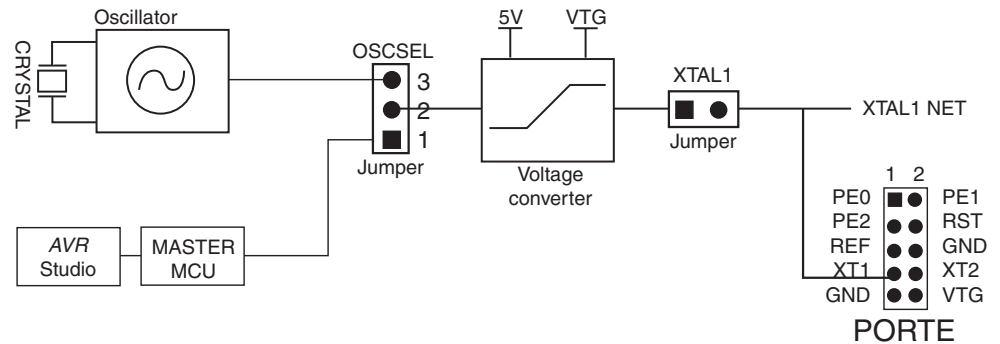 Oscillator
CRYSTAL
OSCSEL
3
2
1
Jumper
AVR
Studio
MASTER
MCU
5V
VTG
Voltage
converter
XTAL1
Jumper
XTAL1 NET
1 2
PE0 PE1
PE2 RST
REF GND
XT1 XT2
GND VTG
PORTE